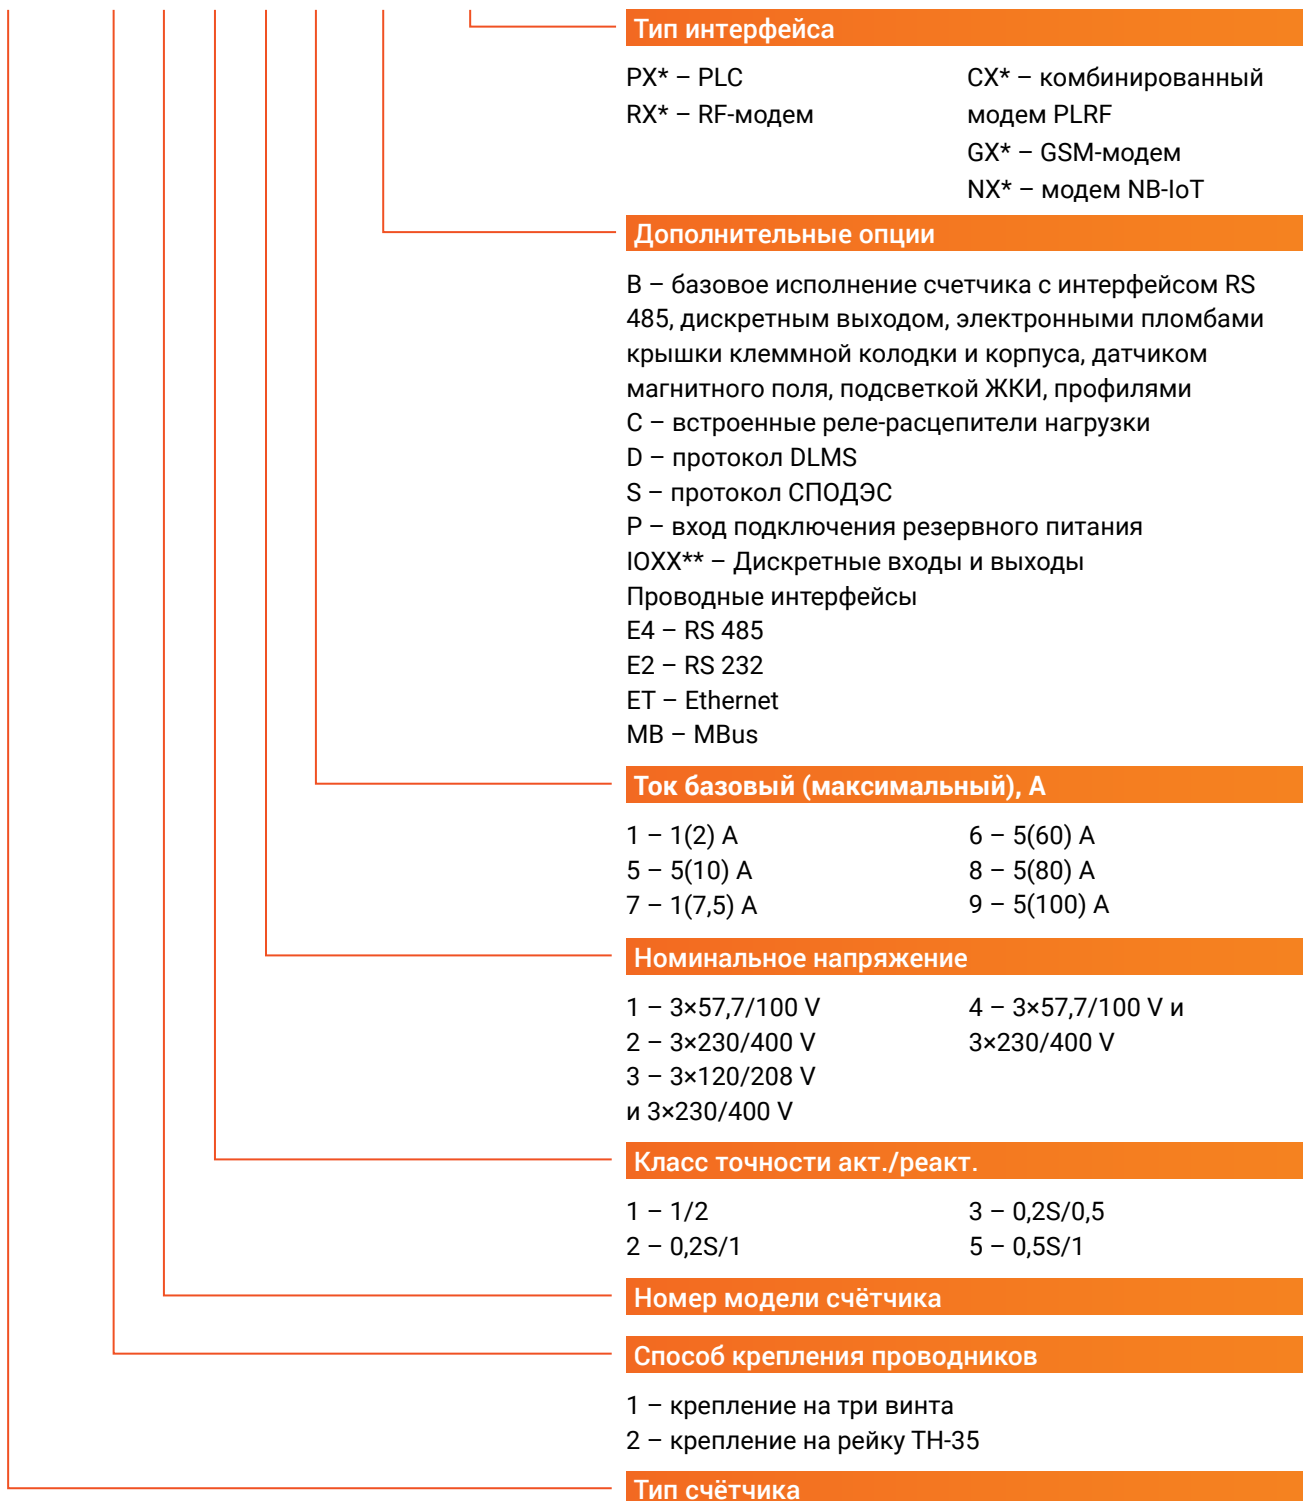 Тип интерфейса
PX* – PLC
RX* – RF-модем
CX* – комбинированный
модем PLRF
GX* – GSM-модем
NX* – модем NB-IoT
Дополнительные опции
B – базовое исполнение счетчика с интерфейсом RS
485, дискретным выходом, электронными пломбами
крышки клеммной колодки и корпуса, датчиком
магнитного поля, подсветкой ЖКИ, профилями
C – встроенные реле-расцепители нагрузки
D – протокол DLMS
S – протокол СПОДЭС
P – вход подключения резервного питания
IOXX** – Дискретные входы и выходы
Проводные интерфейсы
E4 – RS 485
E2 – RS 232
ET – Ethernet
MB – MBus
Ток базовый (максимальный), А
1 – 1(2) А
5 – 5(10) А
7 – 1(7,5) А
6 – 5(60) А
8 – 5(80) А
9 – 5(100) А
Номинальное напряжение
1 – 3×57,7/100 V
2 – 3×230/400 V
3 – 3×120/208 V
и 3×230/400 V
4 – 3×57,7/100 V и
3×230/400 V
Класс точности акт./реакт.
1 – 1/2
2 – 0,2S/1
3 – 0,2S/0,5
5 – 0,5S/1
Номер модели счётчика
Способ крепления проводников
1 – крепление на три винта
2 – крепление на рейку TH-35
Тип счётчика